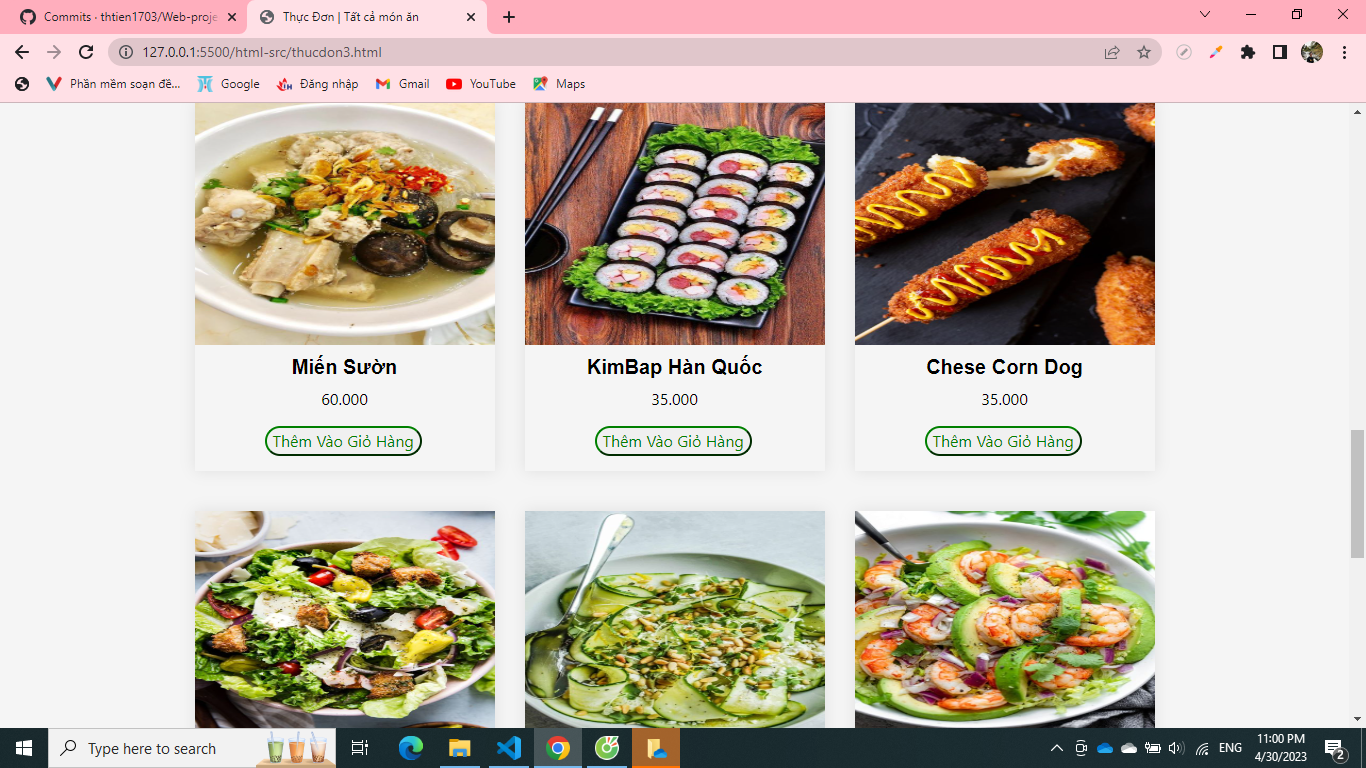 Commits · thtien1703/Web-proje
Thực Đơn | Tất cả món ăn
127.0.0.1:5500/html-src/thucdon3.html
Phần mềm soạn đề...
Google
Đăng nhập
Gmail
YouTube
Maps
Miến Sườn
KimBap Hàn Quốc
Chese Corn Dog
60.000
35.000
35.000
Thêm Vào Giỏ Hàng
Thêm Vào Giỏ Hàng
Thêm Vào Giỏ Hàng
Type here to search
ENG
11:00 PM
4/30/2023
2